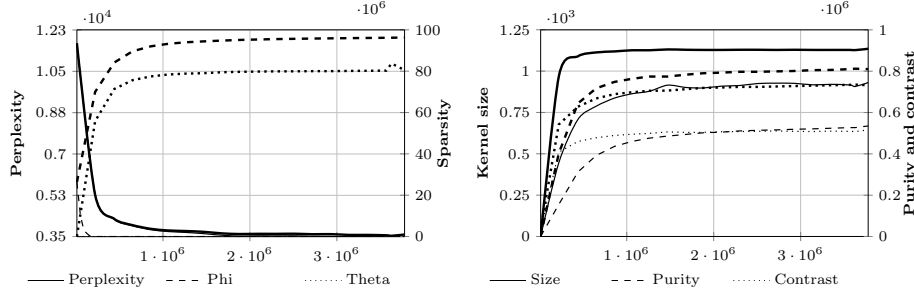 ·10⁴
·10⁶
1.23
1.05
0.88
0.7
0.53
0.35
Perplexity
100
80
60
40
20
0
Sparsity
1 · 10⁶
2 · 10⁶
3 · 10⁶
Perplexity
Phi
Theta
·10³
·10⁶
1.25
1
0.75
0.5
0.25
0
Kernel size
1
0.8
0.6
0.4
0.2
0
Purity and contrast
1 · 10⁶
2 · 10⁶
3 · 10⁶
Size
Purity
Contrast